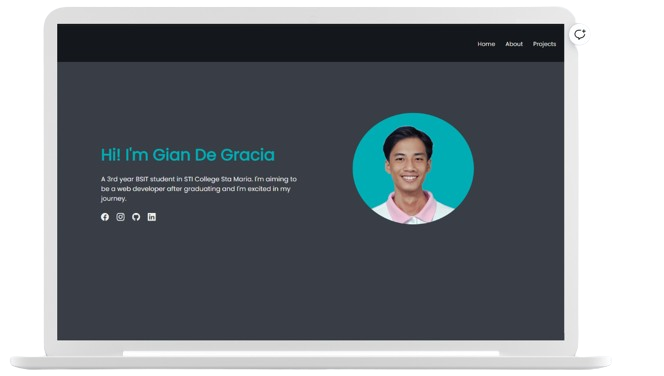 Home About Projects
Hi! I'm Gian De Gracia
A 3rd year BSIT student in STI College Sta Maria. I'm aiming to
be a web developer after graduating and I'm excited in my
journey.